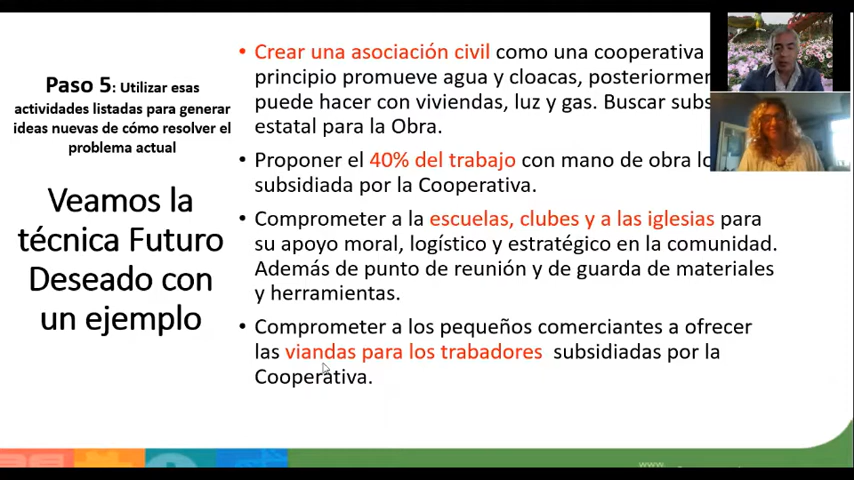 Paso 5: Utilizar esas
actividades listadas para generar
ideas nuevas de cómo resolver el
problema actual
Veamos la
técnica Futuro
Deseado con
un ejemplo
• Crear una asociación civil como una cooperativa
principio promueve agua y cloacas,
puede hacer con viviendas, luz y gas. Buscar
estatal para la Obra.
• Proponer el 40% del trabajo con mano de obra
subsidiada por la Cooperativa.
• Comprometer a la escuelas, clubes y a las iglesias para
su apoyo moral, logístico y estratégico en la comunidad.
Además de punto de reunión y de guarda de materiales
y herramientas.
• Comprometer a los pequeños comerciantes a ofrecer
las viandas para los trabadores subsidiadas por la
Cooperativa.